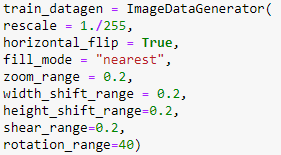 train_datagen = ImageDataGenerator(
rescale = 1./255,
horizontal_flip = True,
fill_mode = "nearest",
zoom_range = 0.2,
width_shift_range = 0.2,
height_shift_range=0.2,
shear_range=0.2,
rotation_range=40)